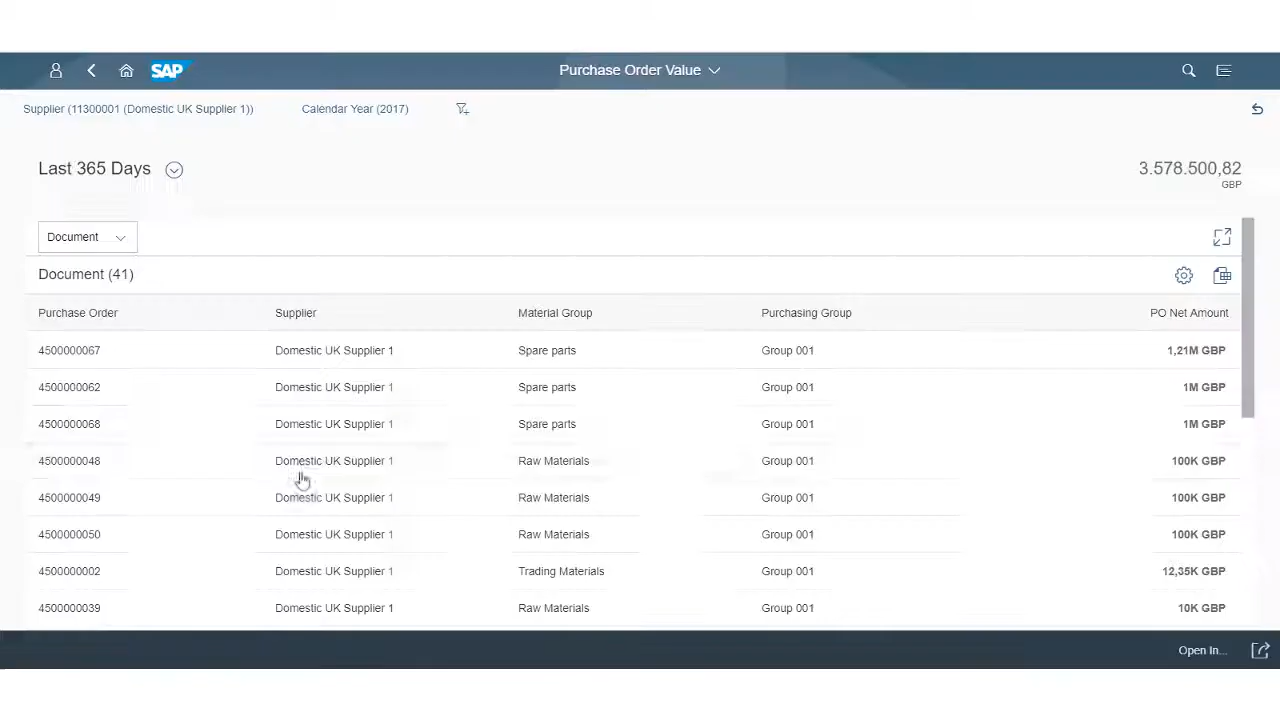 SAP Purchase Order Value
Supplier (11300001 (Domestic UK Supplier 1)) Calendar Year (2017)
Last 365 Days 3.578.500,82
GBP
Document
Document (41)
Purchase Order Supplier Material Group Purchasing Group PO Net Amount
4500000067 Domestic UK Supplier 1 Spare parts Group 001 1,21M GBP
4500000062 Domestic UK Supplier 1 Spare parts Group 001 1M GBP
4500000068 Domestic UK Supplier 1 Spare parts Group 001 1M GBP
4500000048 Domestic UK Supplier 1 Raw Materials Group 001 100K GBP
4500000049 Domestic UK Supplier 1 Raw Materials Group 001 100K GBP
4500000050 Domestic UK Supplier 1 Raw Materials Group 001 100K GBP
4500000002 Domestic UK Supplier 1 Trading Materials Group 001 12,35K GBP
4500000039 Domestic UK Supplier 1 Raw Materials Group 001 10K GBP
Open In...